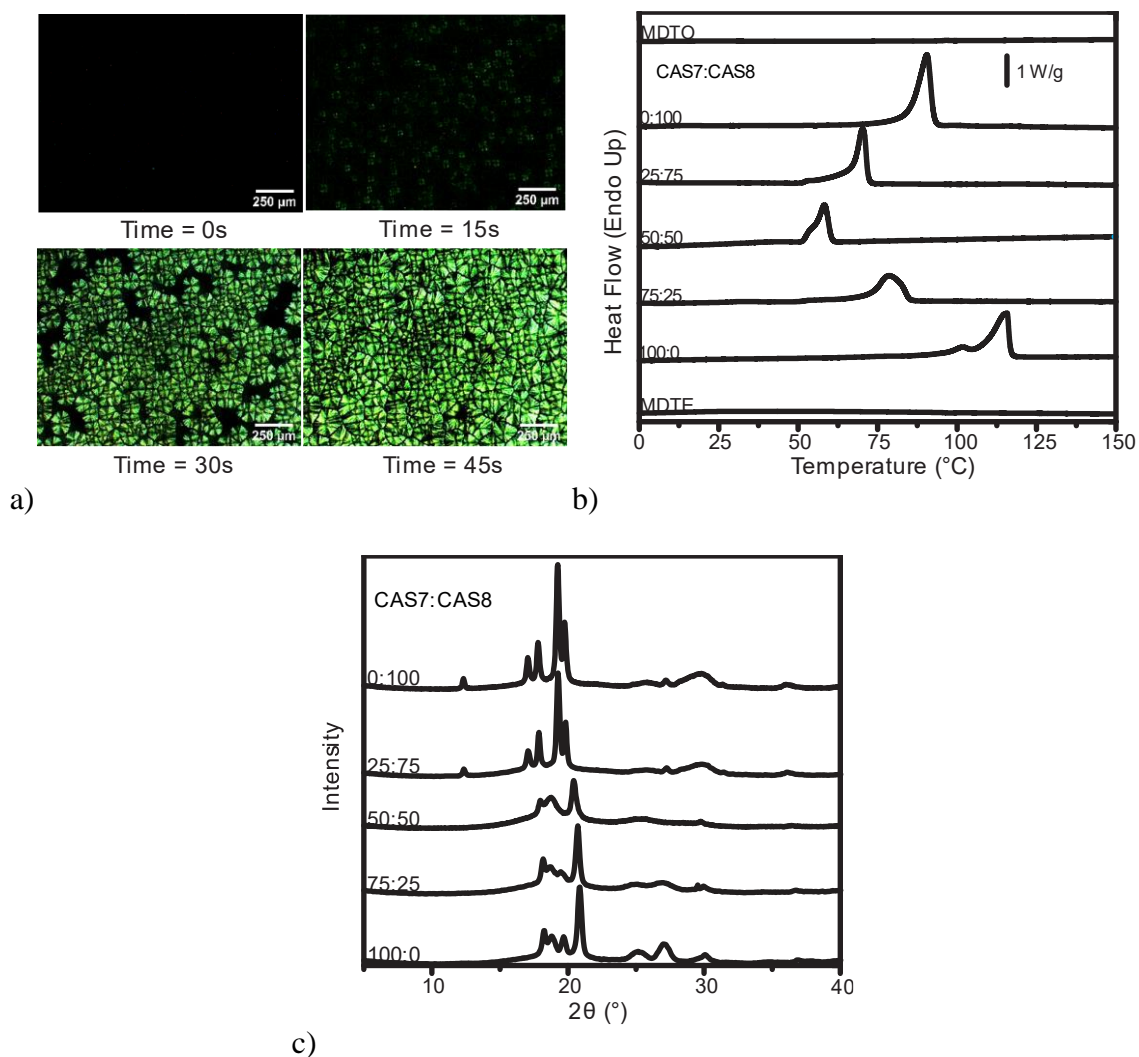 250 µm
250 µm
Time = 0s
Time = 15s
250 µm
250 µm
Time = 30s
Time = 45s
a)
MDTO
CAS7:CAS8
1 W/g
0:100
25:75
50:50
75:25
100:0
MDTE
Heat Flow (Endo Up)
0 25 50 75 100 125 150
Temperature (°C)
b)
CAS7:CAS8
0:100
25:75
50:50
75:25
100:0
Intensity
10 20 30 40
2θ (°)
c)